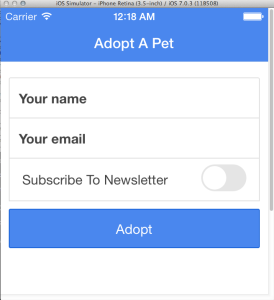 iOS Simulator - iPhone Retina (3.5-inch) / iOS 7.0.3 (11B508)
Carrier 12:18 AM
Adopt A Pet
Your name
Your email
Subscribe To Newsletter
Adopt